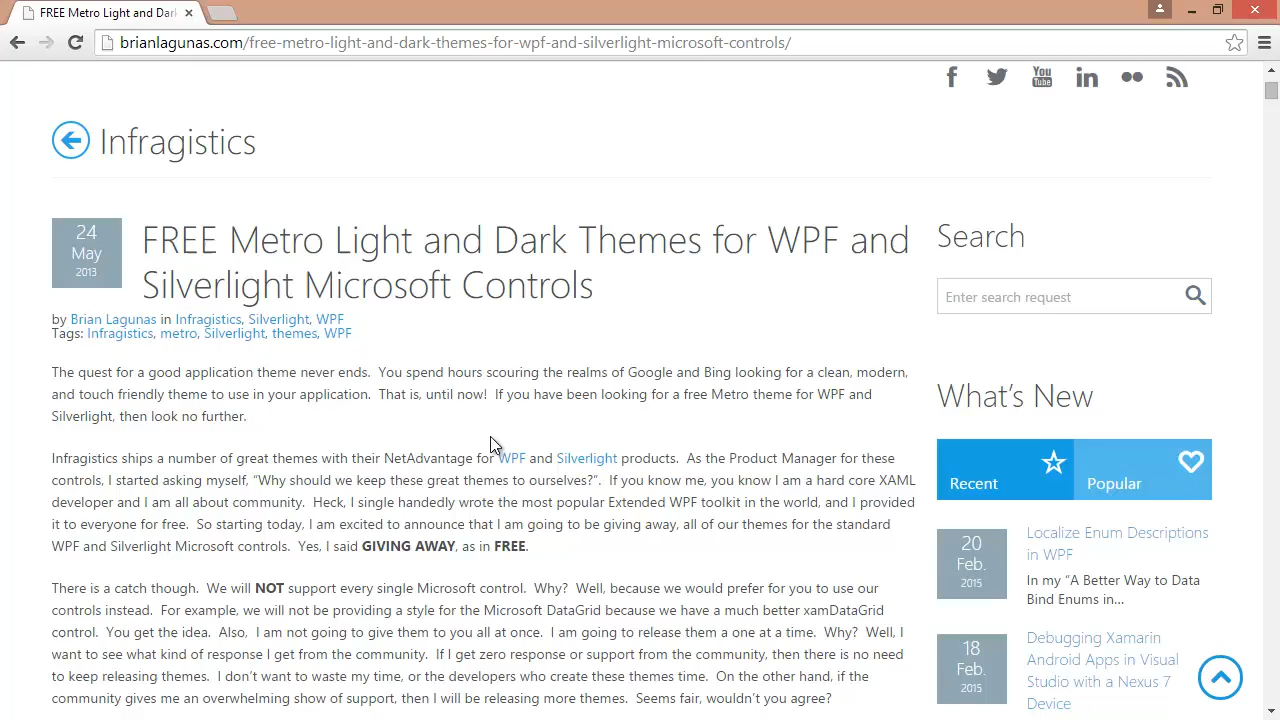 FREE Metro Light and Dar
brianlagunas.com/free-metro-light-and-dark-themes-for-wpf-and-silverlight-microsoft-controls/
You Tube
Infragistics
24
May
2013
FREE Metro Light and Dark Themes for WPF and
Silverlight Microsoft Controls
by Brian Lagunas in Infragistics, Silverlight, WPF
Tags: Infragistics, metro, Silverlight, themes, WPF
The quest for a good application theme never ends.  You spend hours scouring the realms of Google and Bing looking for a clean, modern,
and touch friendly theme to use in your application.  That is, until now!  If you have been looking for a free Metro theme for WPF and
Silverlight, then look no further.
Infragistics ships a number of great themes with their NetAdvantage for WPF and Silverlight products.  As the Product Manager for these
controls, I started asking myself, “Why should we keep these great themes to ourselves?”.  If you know me, you know I am a hard core XAML
developer and I am all about community.  Heck, I single handedly wrote the most popular Extended WPF toolkit in the world, and I provided
it to everyone for free.  So starting today, I am excited to announce that I am going to be giving away, all of our themes for the standard
WPF and Silverlight Microsoft controls.  Yes, I said GIVING AWAY, as in FREE.
There is a catch though.  We will NOT support every single Microsoft control.  Why?  Well, because we would prefer for you to use our
controls instead.  For example, we will not be providing a style for the Microsoft DataGrid because we have a much better xamDataGrid
control.  You get the idea.  Also,  I am not going to give them to you all at once.  I am going to release them a one at a time.  Why?  Well, I
want to see what kind of response I get from the community.  If I get zero response or support from the community, then there is no need
to keep releasing themes.  I don’t want to waste my time, or the developers who create these themes time.  On the other hand, if the
community gives me an overwhelming show of support, then I will be releasing more themes.  Seems fair, wouldn’t you agree?
Search
Enter search request
What’s New
Recent
Popular
20
Feb.
2015
Localize Enum Descriptions
in WPF
In my “A Better Way to Data
Bind Enums in…
18
Feb.
2015
Debugging Xamarin
Android Apps in Visual
Studio with a Nexus 7
Device